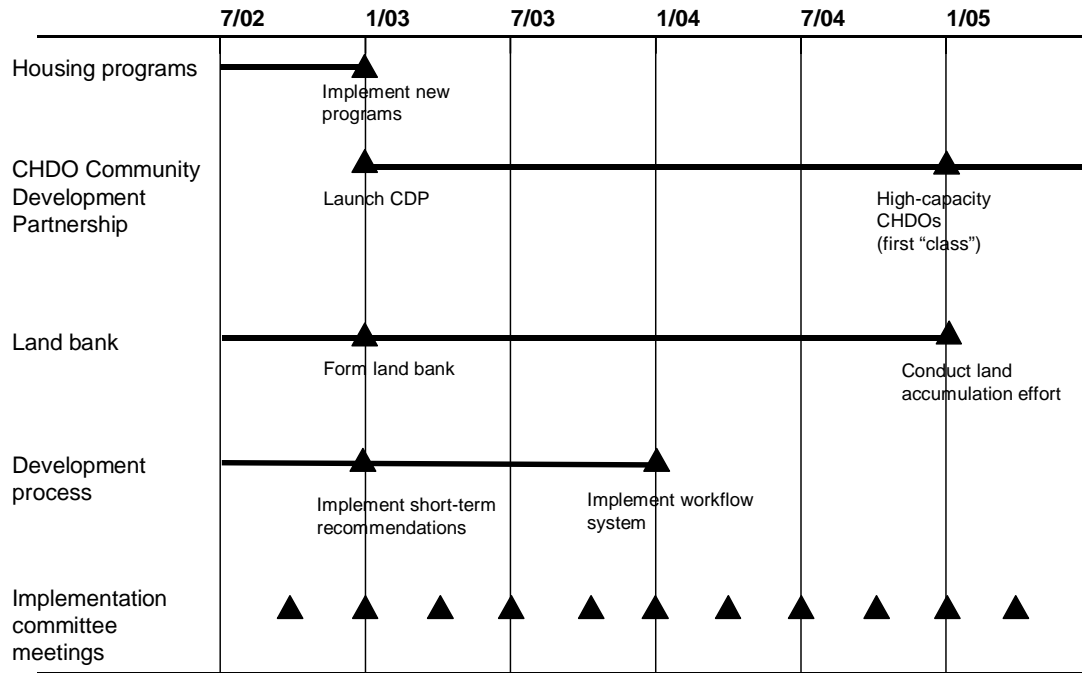 7/02 1/03 7/03 1/04 7/04 1/05
Housing programs
Implement new
programs
CHDO Community
Development
Partnership
Launch CDP
High-capacity
CHDOs
(first “class”)
Land bank
Form land bank
Conduct land
accumulation effort
Development
process
Implement short-term
recommendations
Implement workflow
system
Implementation
committee
meetings